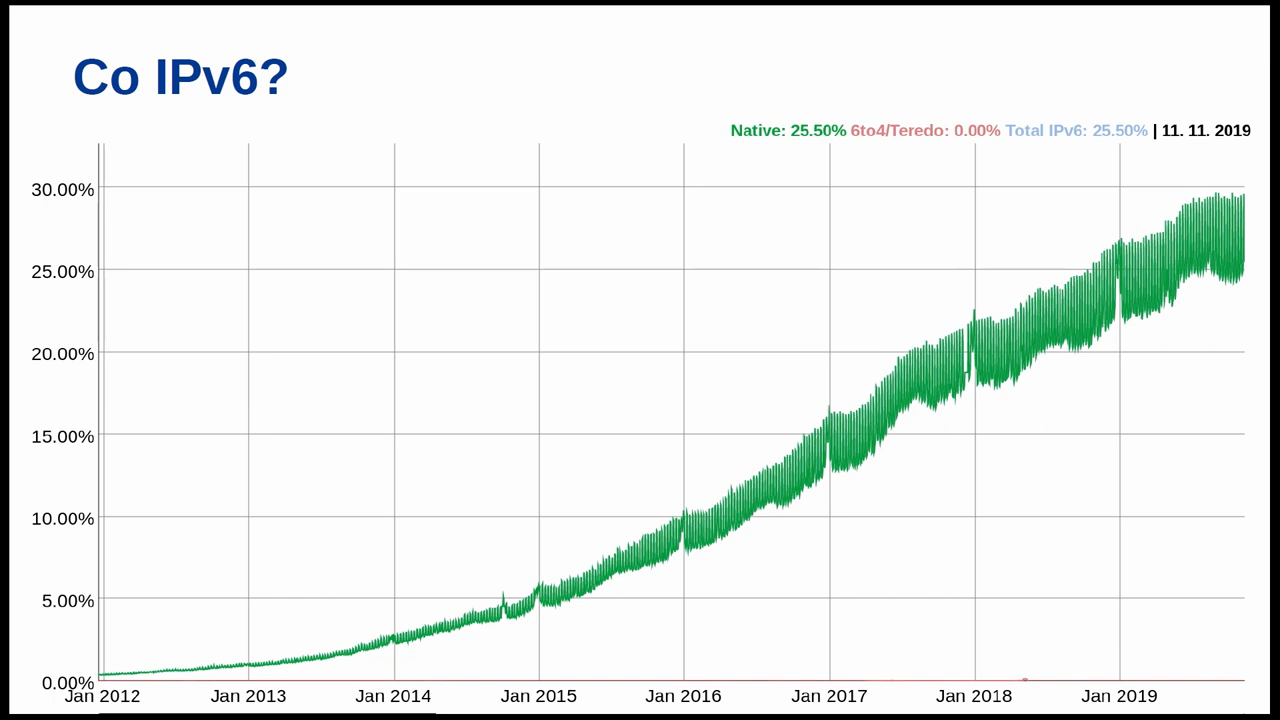 Co IPv6?
Native: 25.50% 6to4/Teredo: 0.00% Total IPv6: 25.50% | 11. 11. 2019
30.00%
25.00%
20.00%
15.00%
10.00%
5.00%
0.00%
Jan 2012 Jan 2013 Jan 2014 Jan 2015 Jan 2016 Jan 2017 Jan 2018 Jan 2019